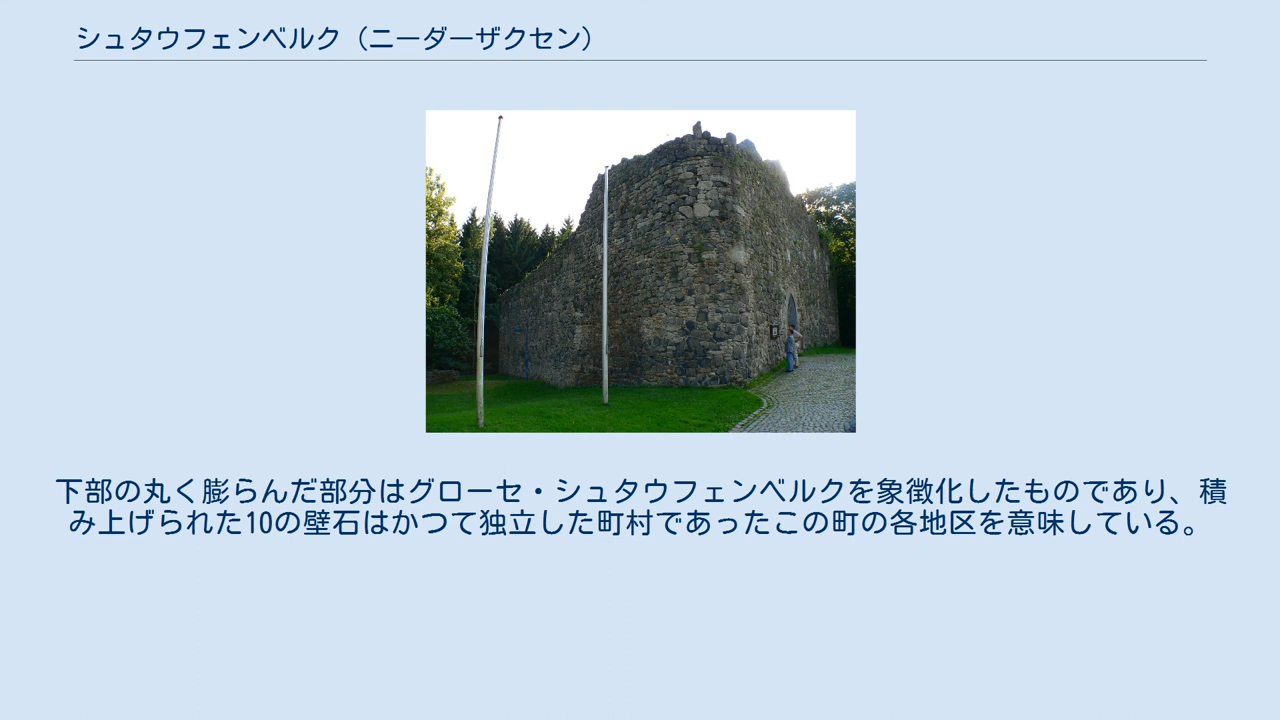 シュタウフェンベルク（ニーダーザクセン）
下部の丸く膨らんだ部分はグローセ・シュタウフェンベルクを象徴化したものであり、積
み上げられた10の壁石はかつて独立した町村であったこの町の各地区を意味している。